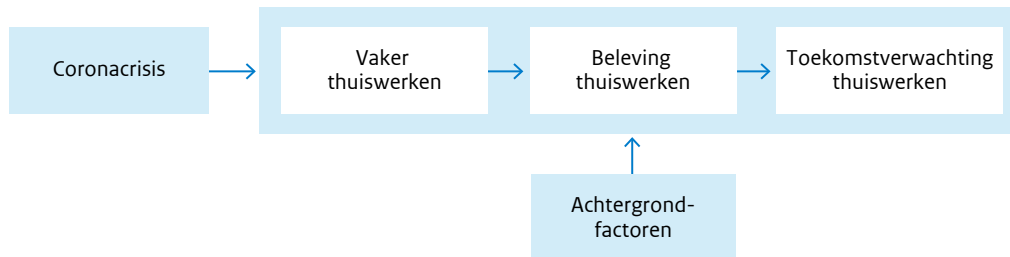 Coronacrisis
Vaker
thuiswerken
Beleving
thuiswerken
Toekomstverwachting
thuiswerken
Achtergrond-
factoren